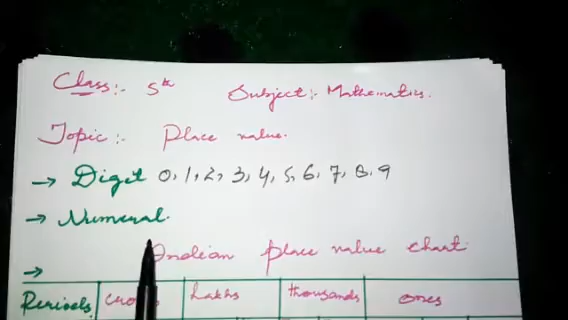 Class:- 5th Subject:- Mathematics.
Topic:- Place value.
→ Digit 0, 1, 2, 3, 4, 5, 6, 7, 8, 9
→ Numeral.
→ Indian place value chart
Periods lakhs thousands ones